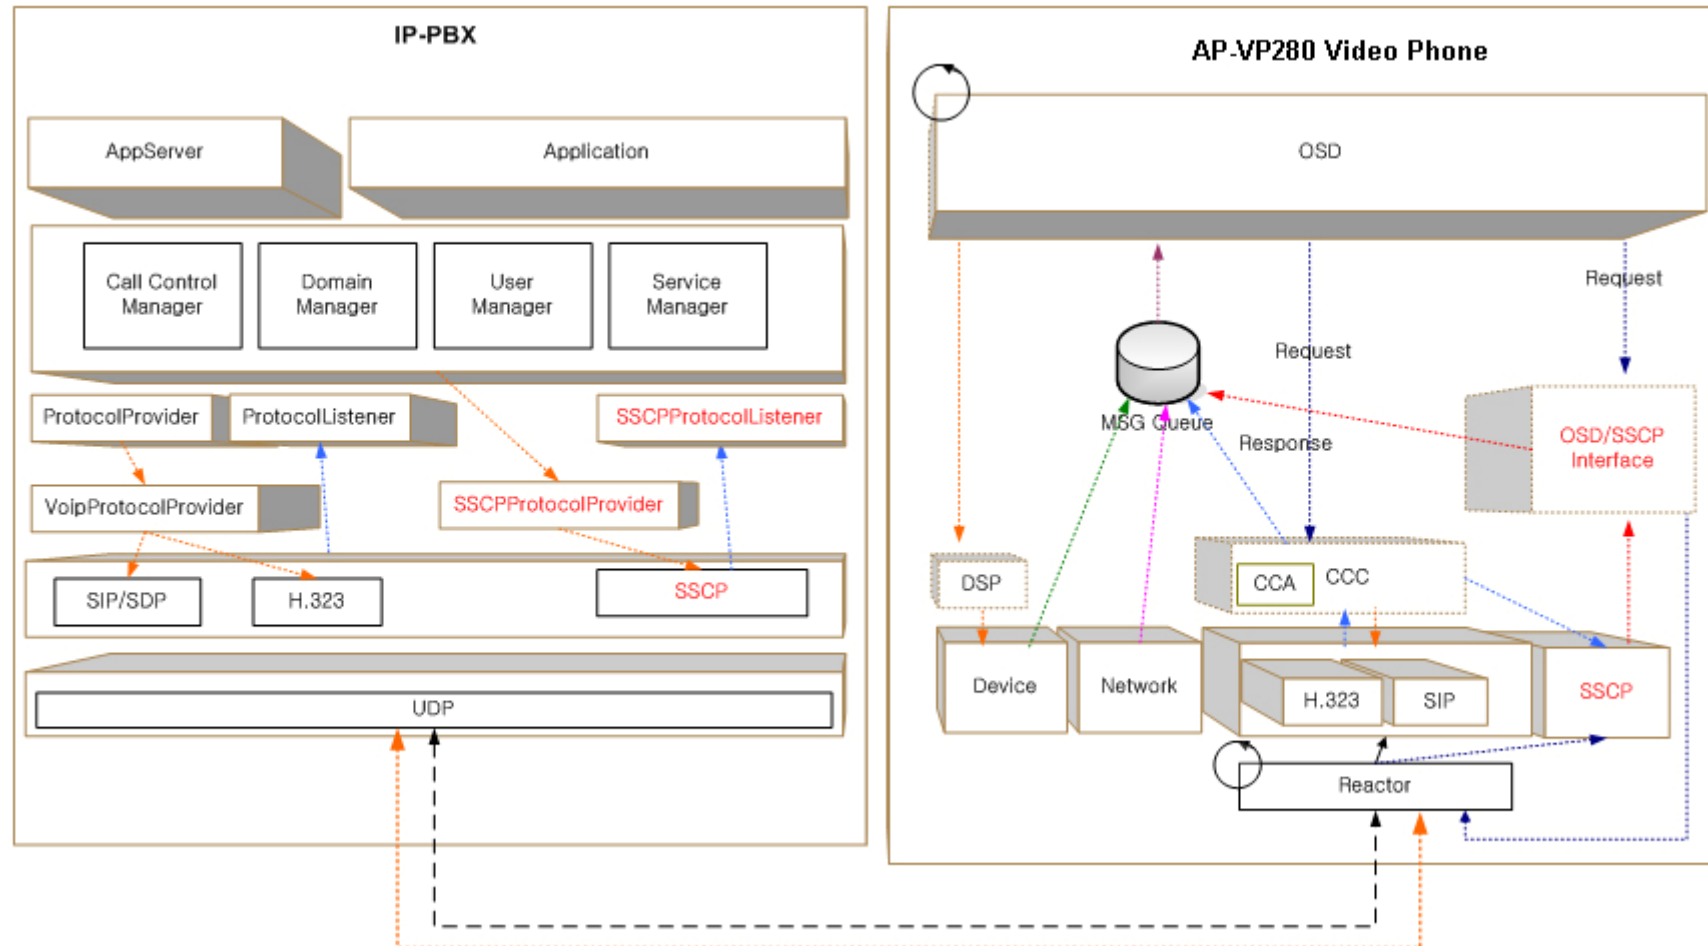 IP-PBX
AppServer
Application
Call Control
Manager
Domain
Manager
User
Manager
Service
Manager
ProtocolProvider
ProtocolListener
SSCPProtocolListener
VoipProtocolProvider
SSCPProtocolProvider
SIP/SDP
H.323
SSCP
UDP
AP-VP280 Video Phone
OSD
Request
Request
MSG Queue
Response
OSD/SSCP
Interface
DSP
CCA
CCC
Device
Network
H.323
SIP
SSCP
Reactor